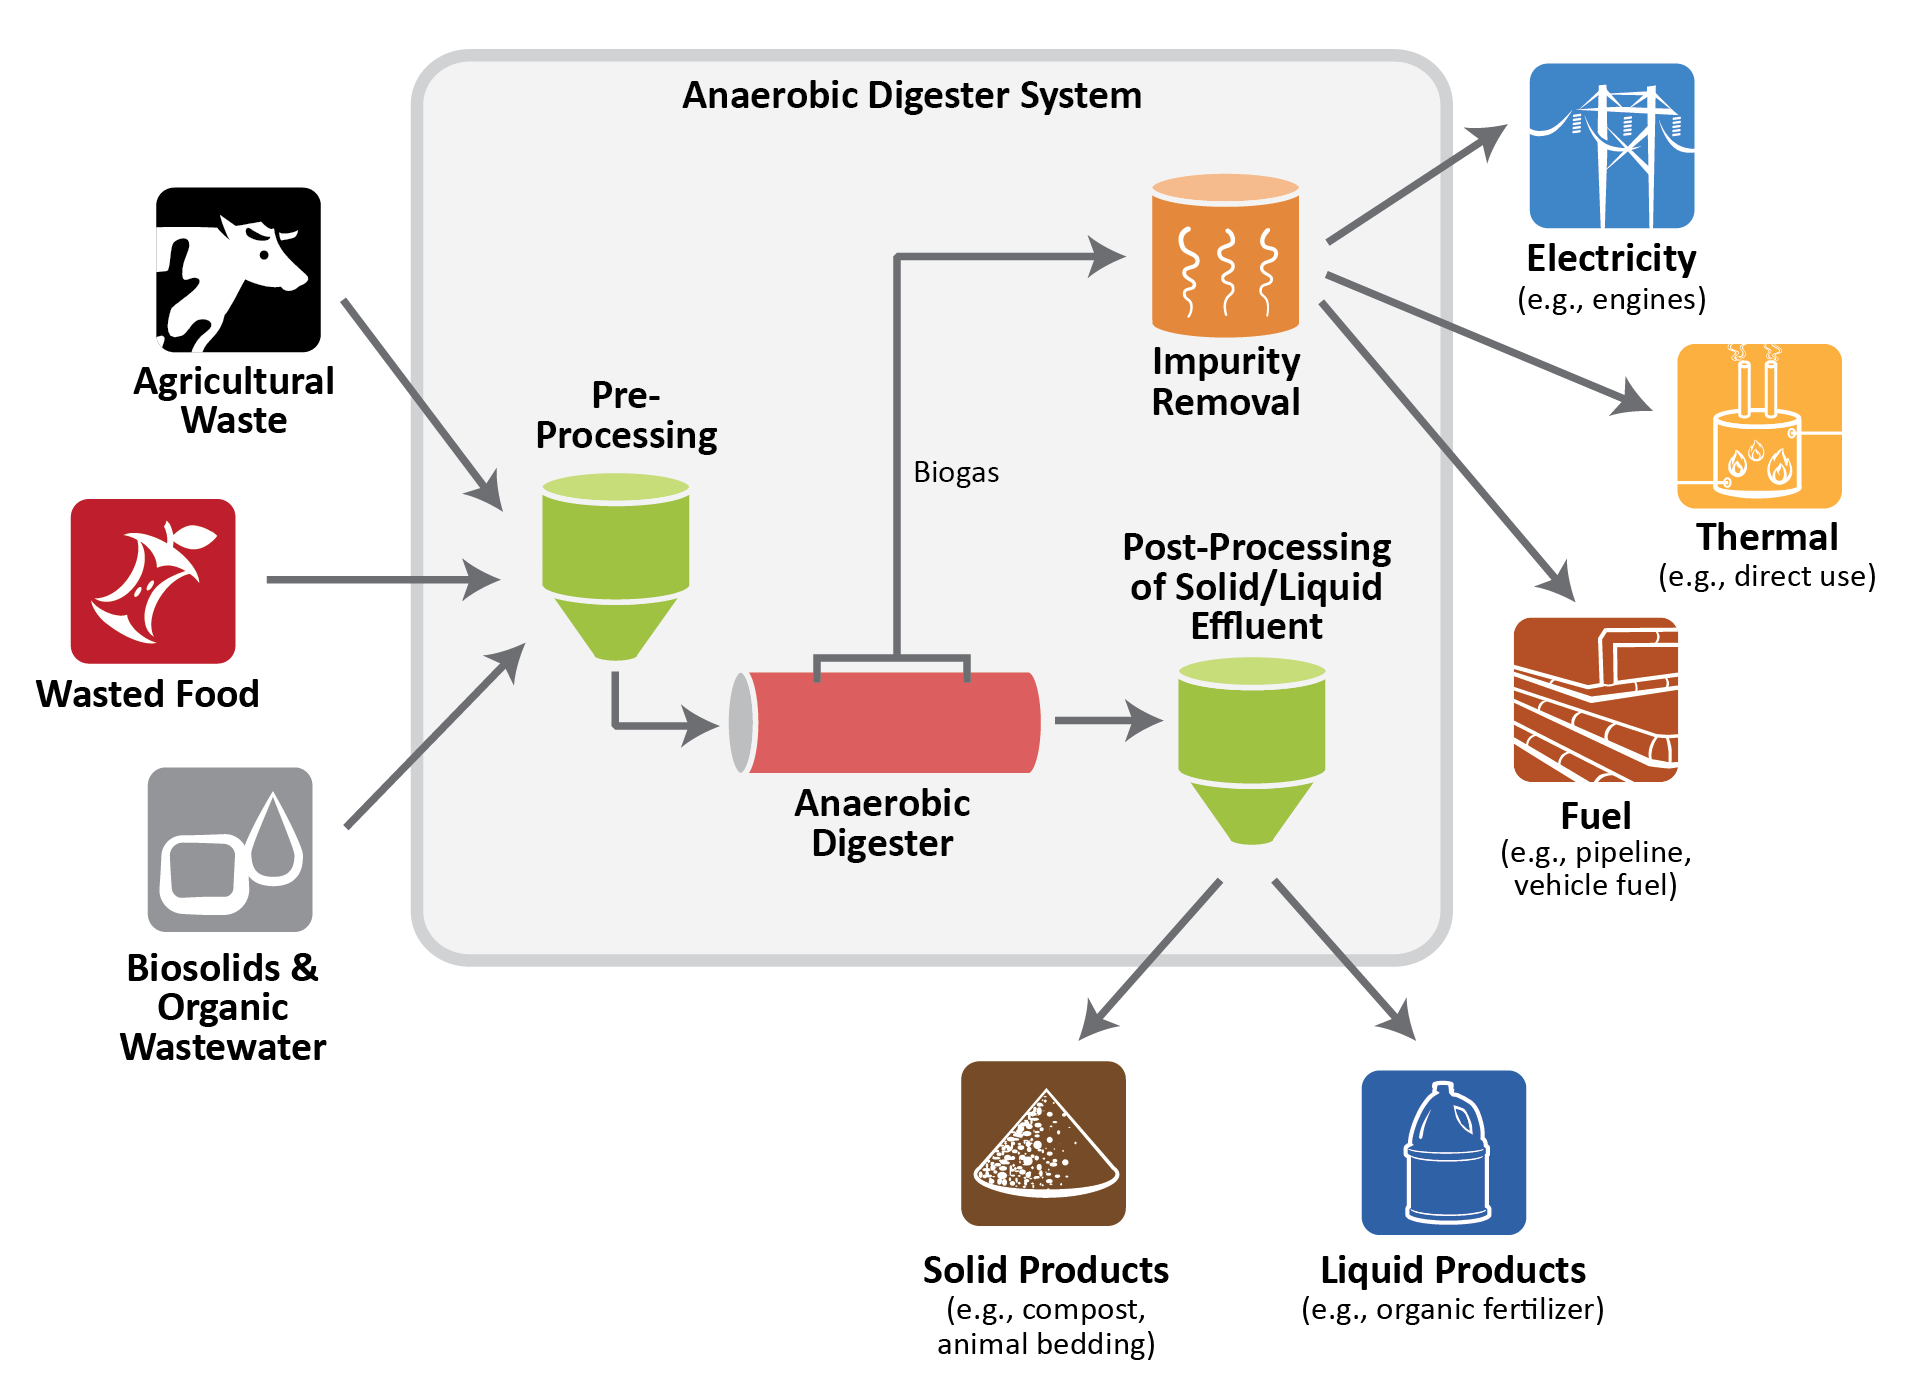 Anaerobic Digester System
Agricultural
Waste
Wasted Food
Biosolids &
Organic
Wastewater
Pre-
Processing
Anaerobic
Digester
Biogas
Impurity
Removal
Post-Processing
of Solid/Liquid
Effluent
Electricity
(e.g., engines)
Thermal
(e.g., direct use)
Fuel
(e.g., pipeline,
vehicle fuel)
Solid Products
(e.g., compost,
animal bedding)
Liquid Products
(e.g., organic fertilizer)